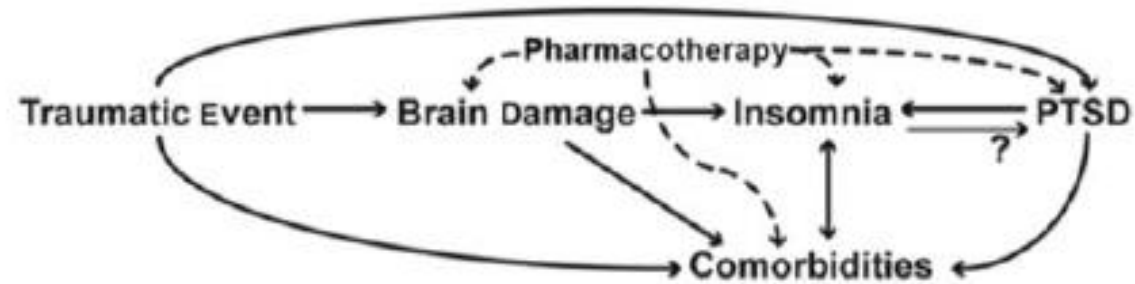 Pharmacotherapy
Traumatic Event Brain Damage Insomnia PTSD
?
Comorbidities